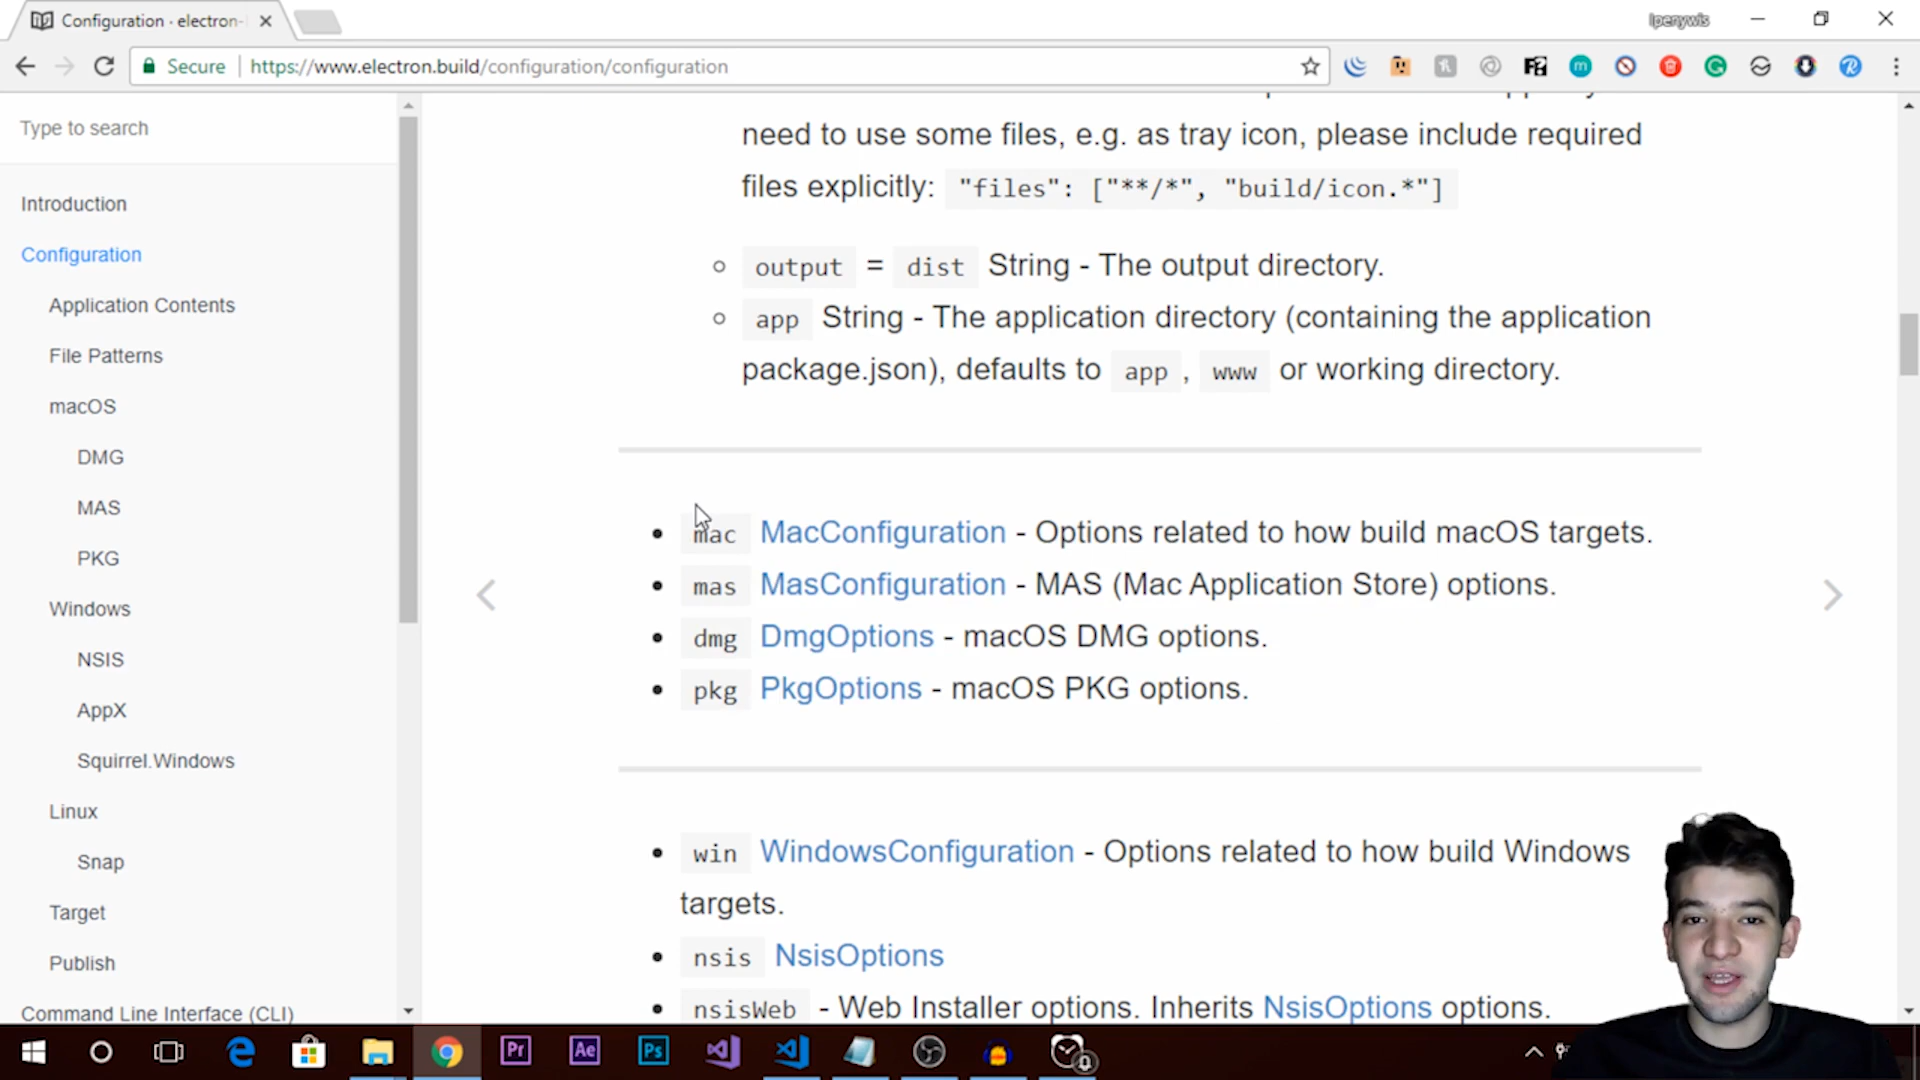 Configuration · electron-
Ipenywis
Secure | https://www.electron.build/configuration/configuration
Type to search
Introduction
Configuration
Application Contents
File Patterns
macOS
DMG
MAS
PKG
Windows
NSIS
AppX
Squirrel.Windows
Linux
Snap
Target
Publish
Command Line Interface (CLI)
need to use some files, e.g. as tray icon, please include required
files explicitly: "files": ["**/*", "build/icon.*"]
output = dist String - The output directory.
app String - The application directory (containing the application
package.json), defaults to app , www or working directory.
mac MacConfiguration - Options related to how build macOS targets.
mas MasConfiguration - MAS (Mac Application Store) options.
dmg DmgOptions - macOS DMG options.
pkg PkgOptions - macOS PKG options.
win WindowsConfiguration - Options related to how build Windows
targets.
nsis NsisOptions
nsisWeb - Web Installer options. Inherits NsisOptions options.
Pr
Ae
Ps